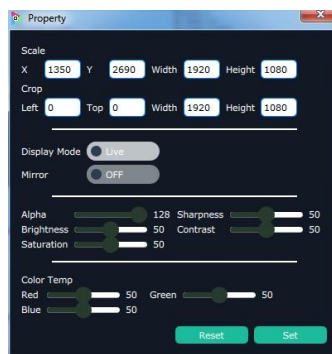 Property
Scale
X 1350 Y 2690 Width 1920 Height 1080
Crop
Left 0 Top 0 Width 1920 Height 1080
Display Mode Live
Mirror OFF
Alpha 128 Sharpness 50
Brightness 50 Contrast 50
Saturation 50
Color Temp
Red 50 Green 50
Blue 50
Reset Set